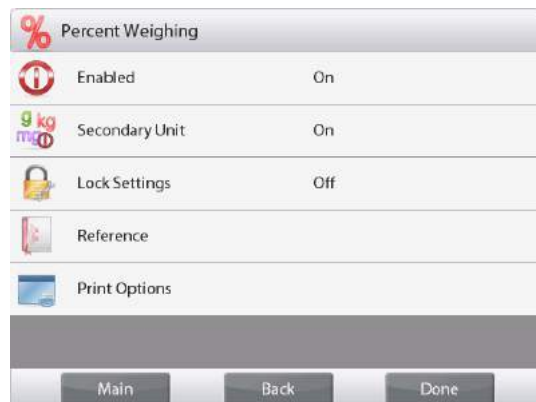 % Percent Weighing
Enabled On
g kg mg Secondary Unit On
Lock Settings Off
Reference
Print Options
Main Back Done